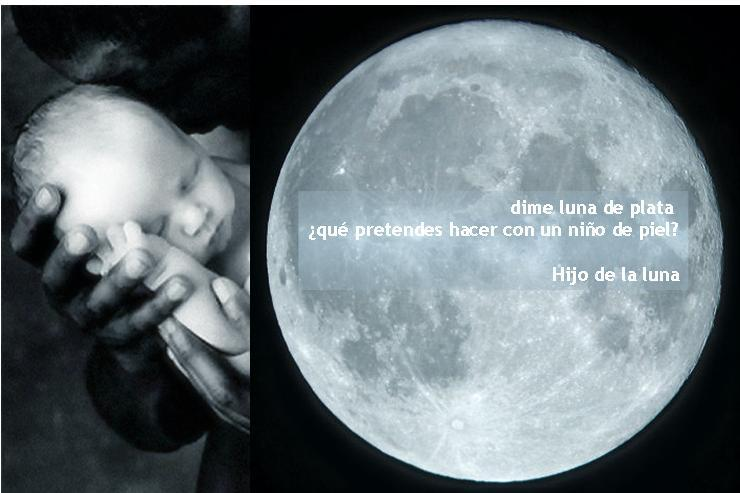 dime luna de plata
¿qué pretendes hacer con un niño de piel?
Hijo de la luna